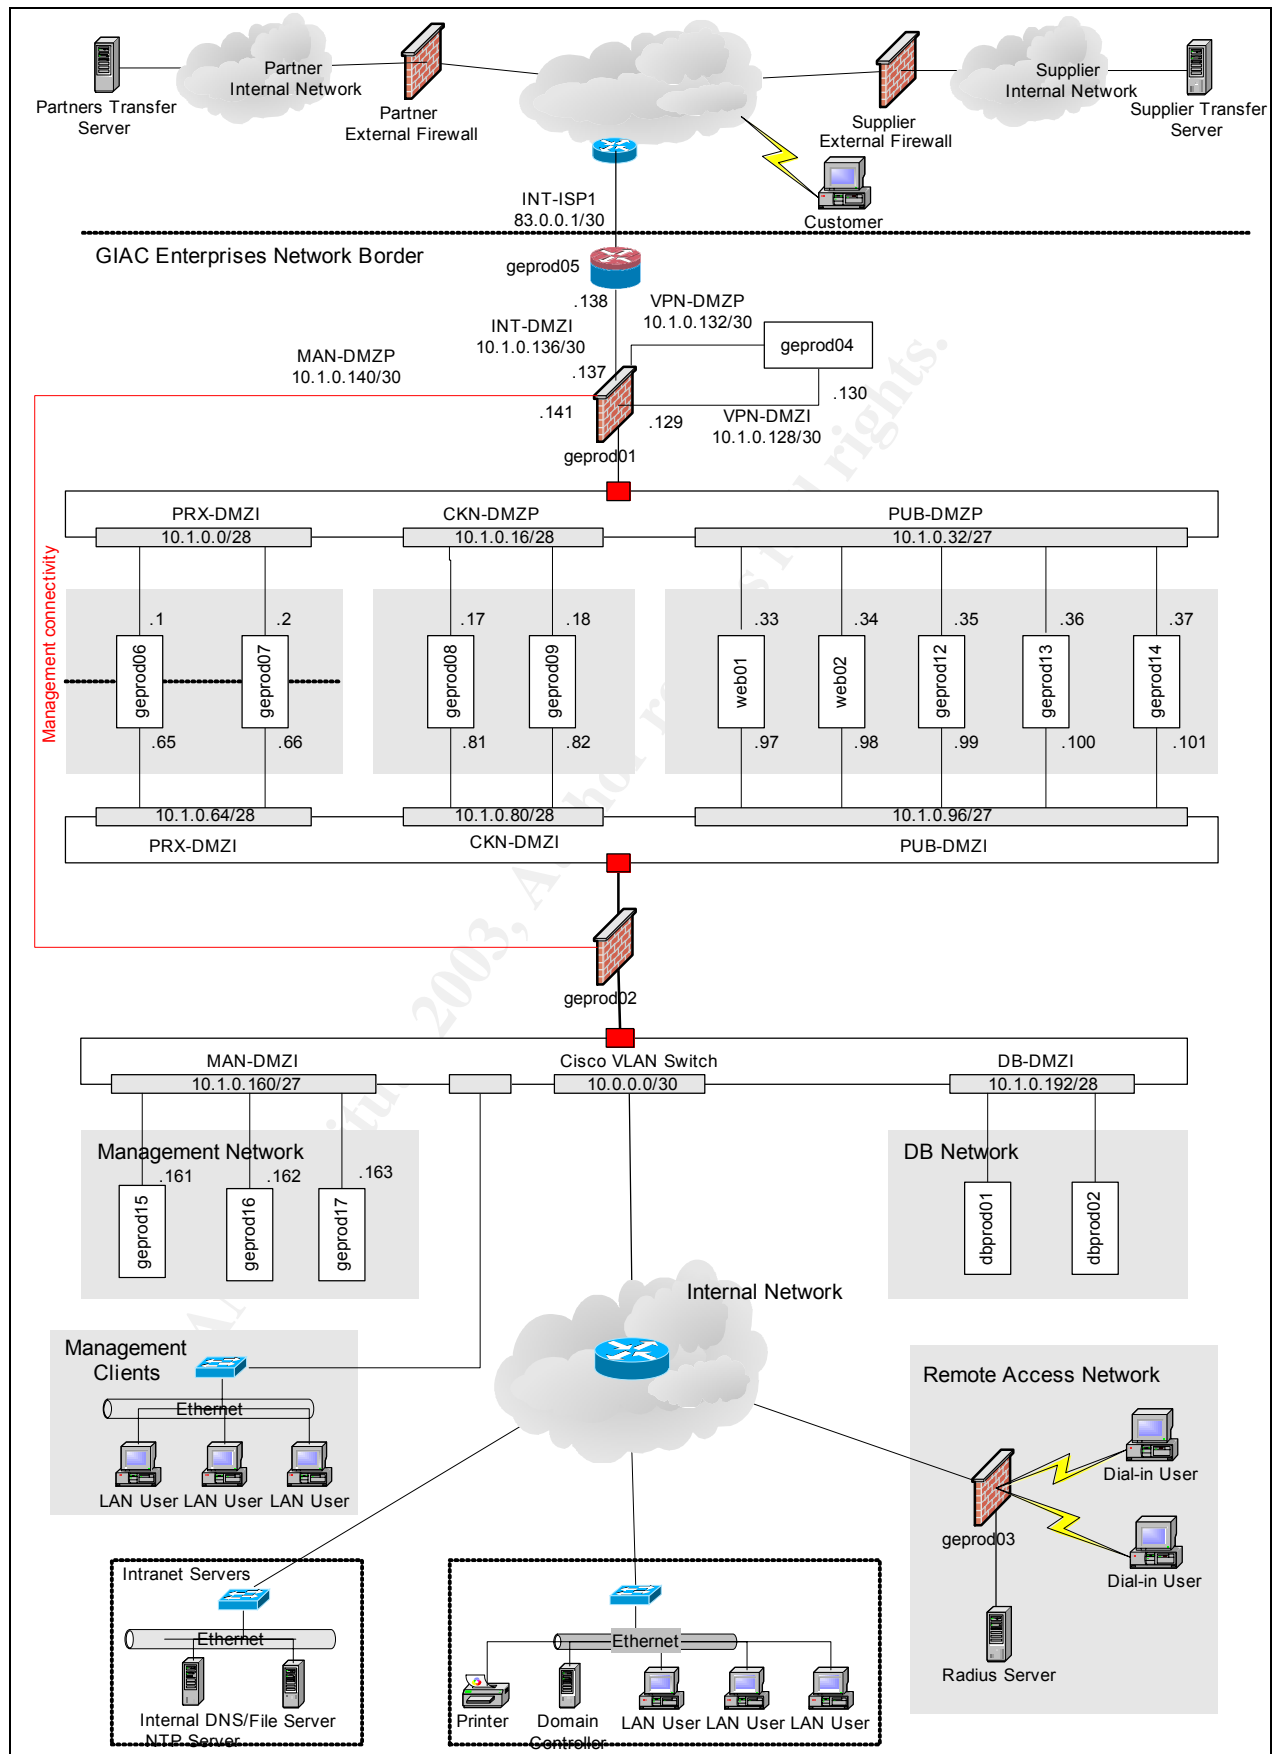 Partners Transfer
Server
Partner
Internal Network
Partner
External Firewall
Supplier
External Firewall
Supplier
Internal Network
Supplier Transfer
Server
Customer
INT-ISP1
83.0.0.1/30
GIAC Enterprises Network Border
geprod05
.138
VPN-DMZP
10.1.0.132/30
INT-DMZI
10.1.0.136/30
geprod04
MAN-DMZP
10.1.0.140/30
.137
.130
.141
.129
VPN-DMZI
10.1.0.128/30
geprod01
PRX-DMZI
CKN-DMZP
PUB-DMZP
10.1.0.0/28
10.1.0.16/28
10.1.0.32/27
Management connectivity
.1
.2
.17
.18
.33
.34
.35
.36
.37
geprod06
geprod07
geprod08
geprod09
web01
web02
geprod12
geprod13
geprod14
.65
.66
.81
.82
.97
.98
.99
.100
.101
10.1.0.64/28
10.1.0.80/28
10.1.0.96/27
PRX-DMZI
CKN-DMZI
PUB-DMZI
geprod02
MAN-DMZI
Cisco VLAN Switch
DB-DMZI
10.1.0.160/27
10.0.0.0/30
10.1.0.192/28
Management Network
DB Network
.161
.162
.163
geprod15
geprod16
geprod17
dbprod01
dbprod02
Internal Network
Management
Clients
Ethernet
LAN User
LAN User
LAN User
Remote Access Network
Dial-in User
geprod03
Dial-in User
Radius Server
Intranet Servers
Ethernet
Internal DNS/
NTP Server
File Server
Ethernet
Printer
Domain
Controller
LAN User
LAN User
LAN User
2003, Author re
rights.